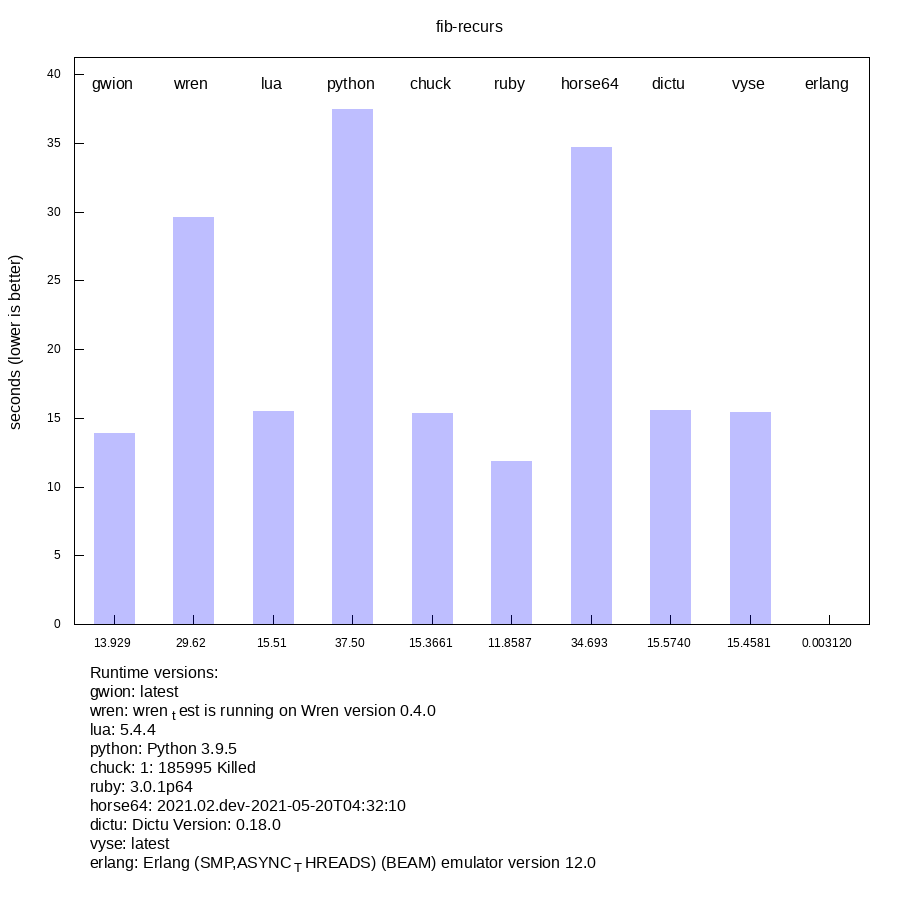 fib-recurs
40
gwion wren lua python chuck ruby horse64 dictu vyse erlang
35
30
25
20
15
10
5
0
seconds (lower is better)
13.929 29.62 15.51 37.50 15.3661 11.8587 34.693 15.5740 15.4581 0.003120
Runtime versions:
gwion: latest
wren: wren t est is running on Wren version 0.4.0
lua: 5.4.4
python: Python 3.9.5
chuck: 1: 185995 Killed
ruby: 3.0.1p64
horse64: 2021.02.dev-2021-05-20T04:32:10
dictu: Dictu Version: 0.18.0
vyse: latest
erlang: Erlang (SMP,ASYNC T HREADS) (BEAM) emulator version 12.0